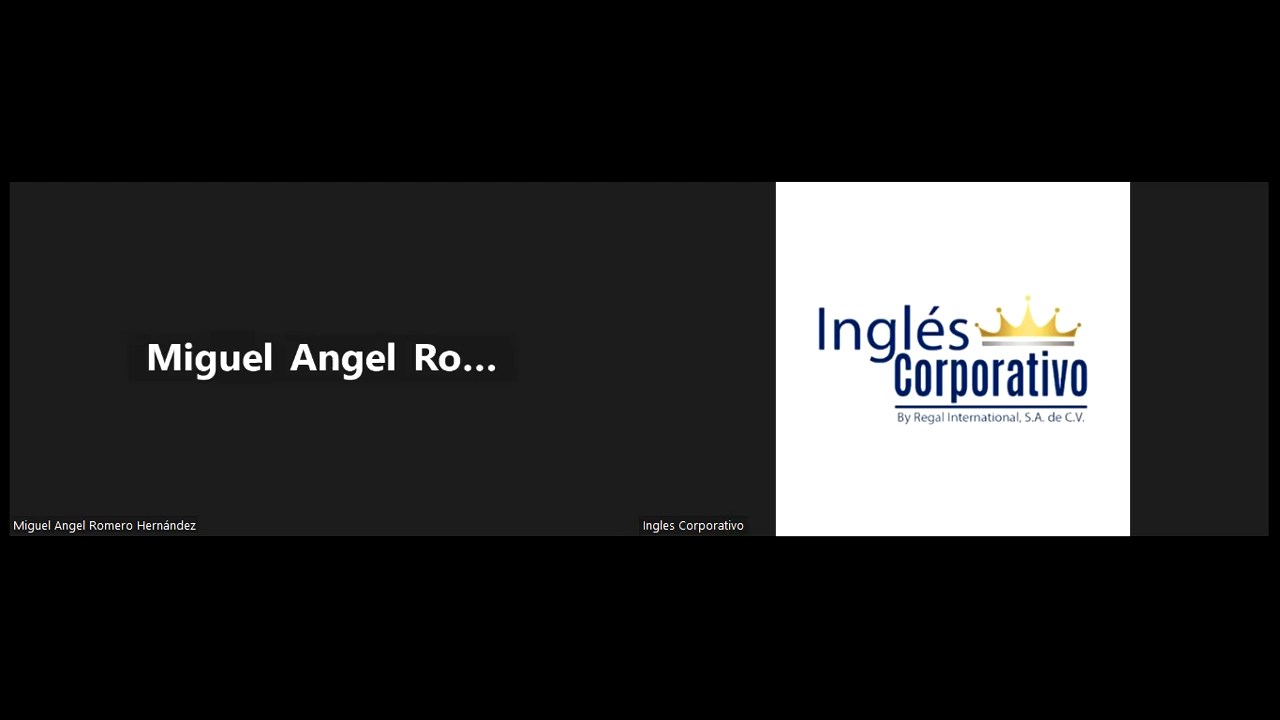 Miguel Angel Ro...
Miguel Angel Romero Hernández
Ingles Corporativo
Inglés
Corporativo
By Regal International, S.A. de C.V.